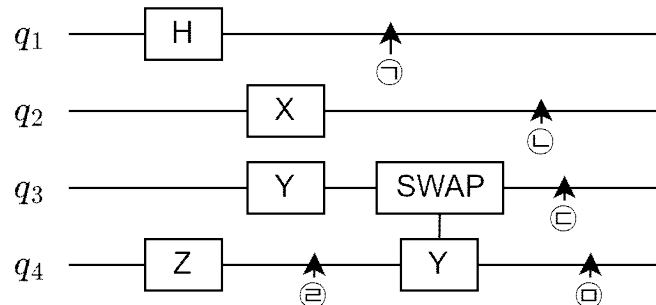 q₁ H
㉠
q₂ X
㉡
q₃ Y SWAP
㉢
q₄ Z Y
㉣ ㉤